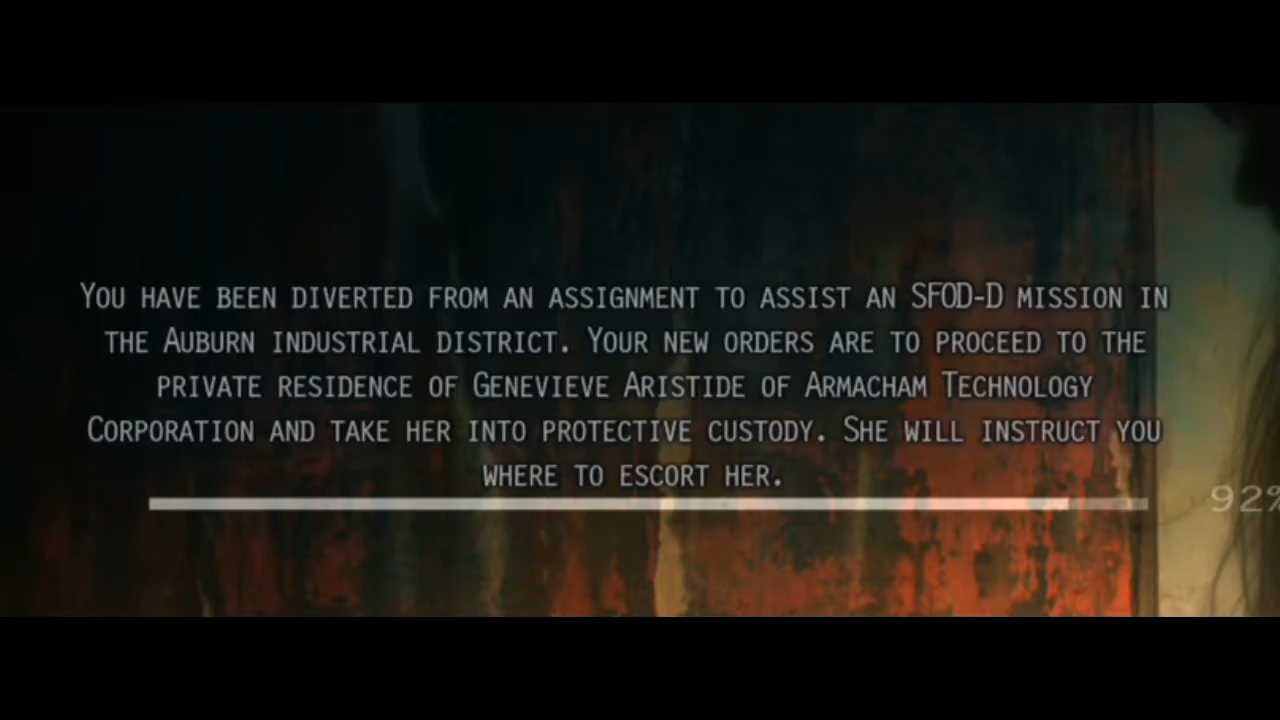 You have been diverted from an assignment to assist an SFOD-D mission in
the Auburn industrial district. Your new orders are to proceed to the
private residence of Genevieve Aristide of Armacham Technology
Corporation and take her into protective custody. She will instruct you
where to escort her.
92%